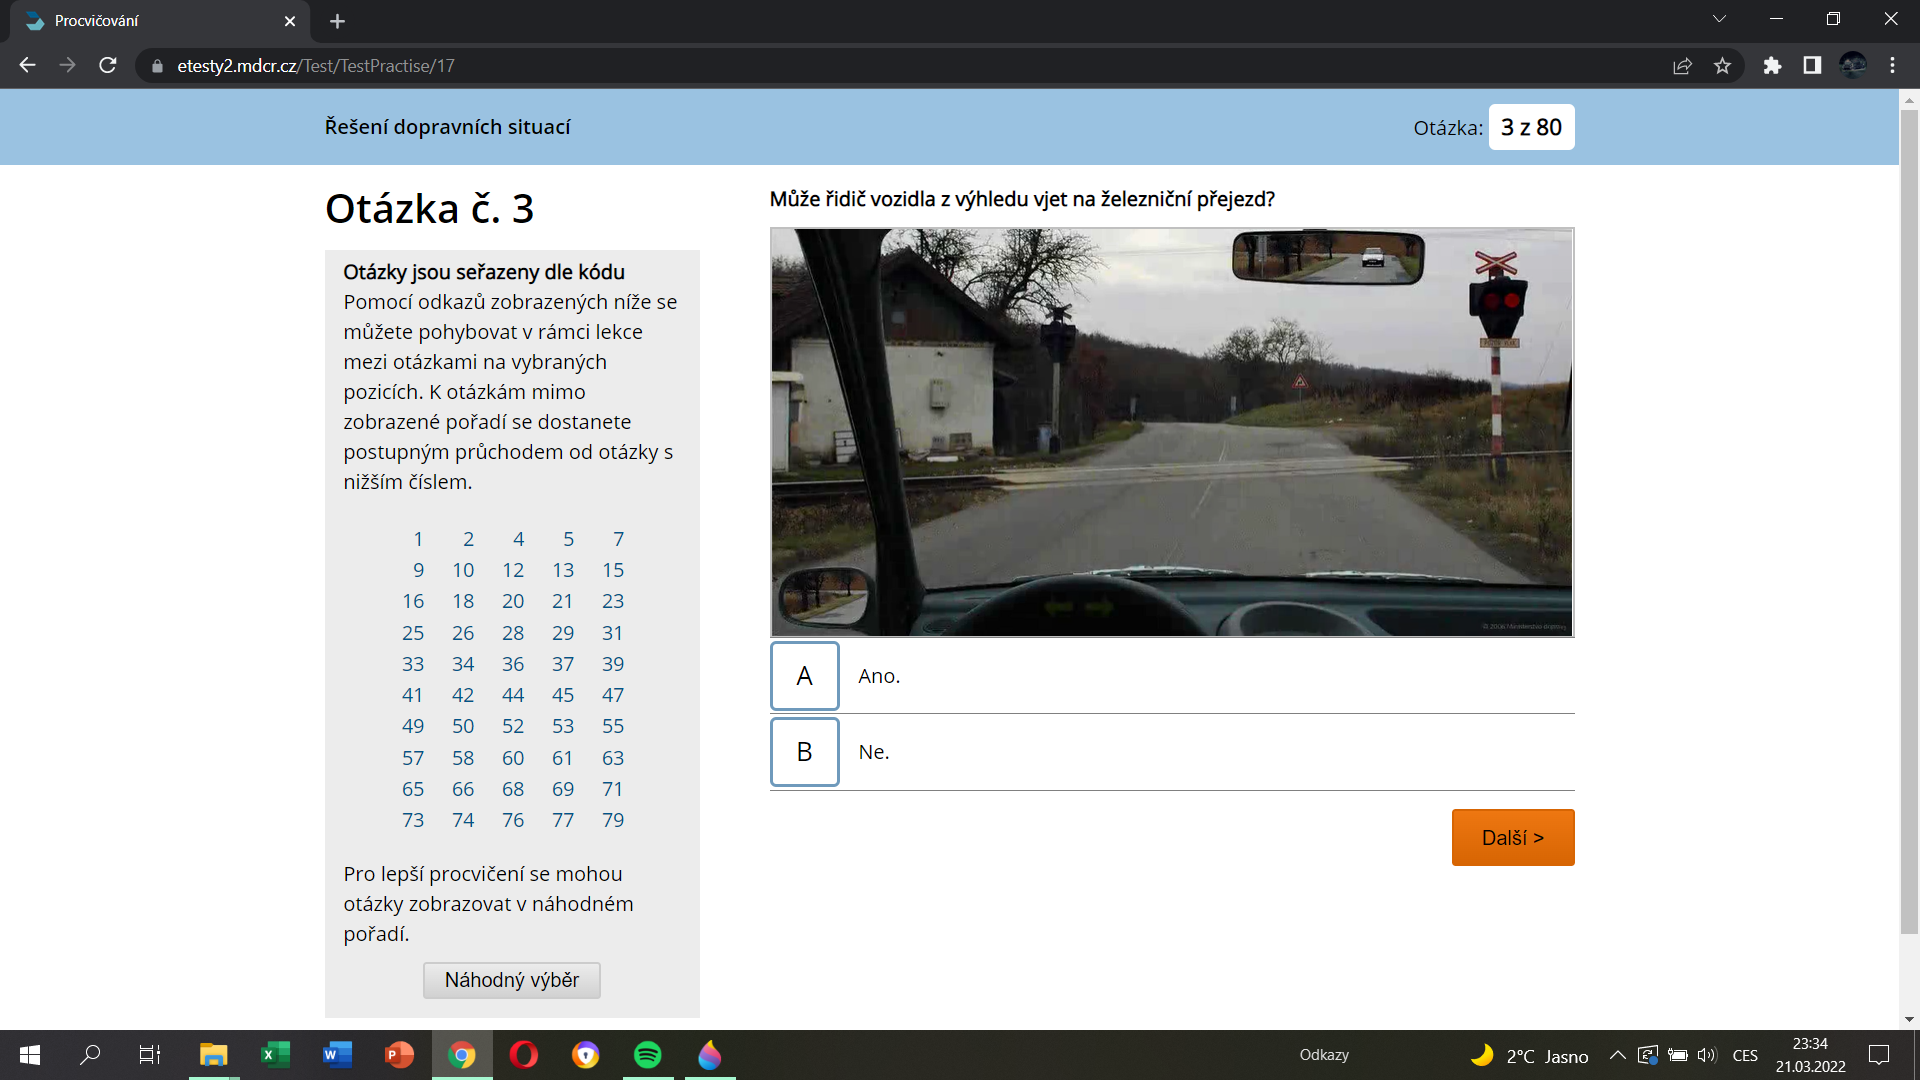 Procvičování
etesty2.mdcr.cz/Test/TestPractise/17
Řešení dopravních situací
Otázka: 3 z 80
Otázka č. 3
Otázky jsou seřazeny dle kódu
Pomocí odkazů zobrazených níže se
můžete pohybovat v rámci lekce
mezi otázkami na vybraných
pozicích. K otázkám mimo
zobrazené pořadí se dostanete
postupným průchodem od otázky s
nižším číslem.
1 2 4 5 7
9 10 12 13 15
16 18 20 21 23
25 26 28 29 31
33 34 36 37 39
41 42 44 45 47
49 50 52 53 55
57 58 60 61 63
65 66 68 69 71
73 74 76 77 79
Pro lepší procvičení se mohou
otázky zobrazovat v náhodném
pořadí.
Náhodný výběr
Může řidič vozidla z výhledu vjet na železniční přejezd?
A Ano.
B Ne.
Další >
Odkazy
2°C Jasno
CES
23:34
21.03.2022